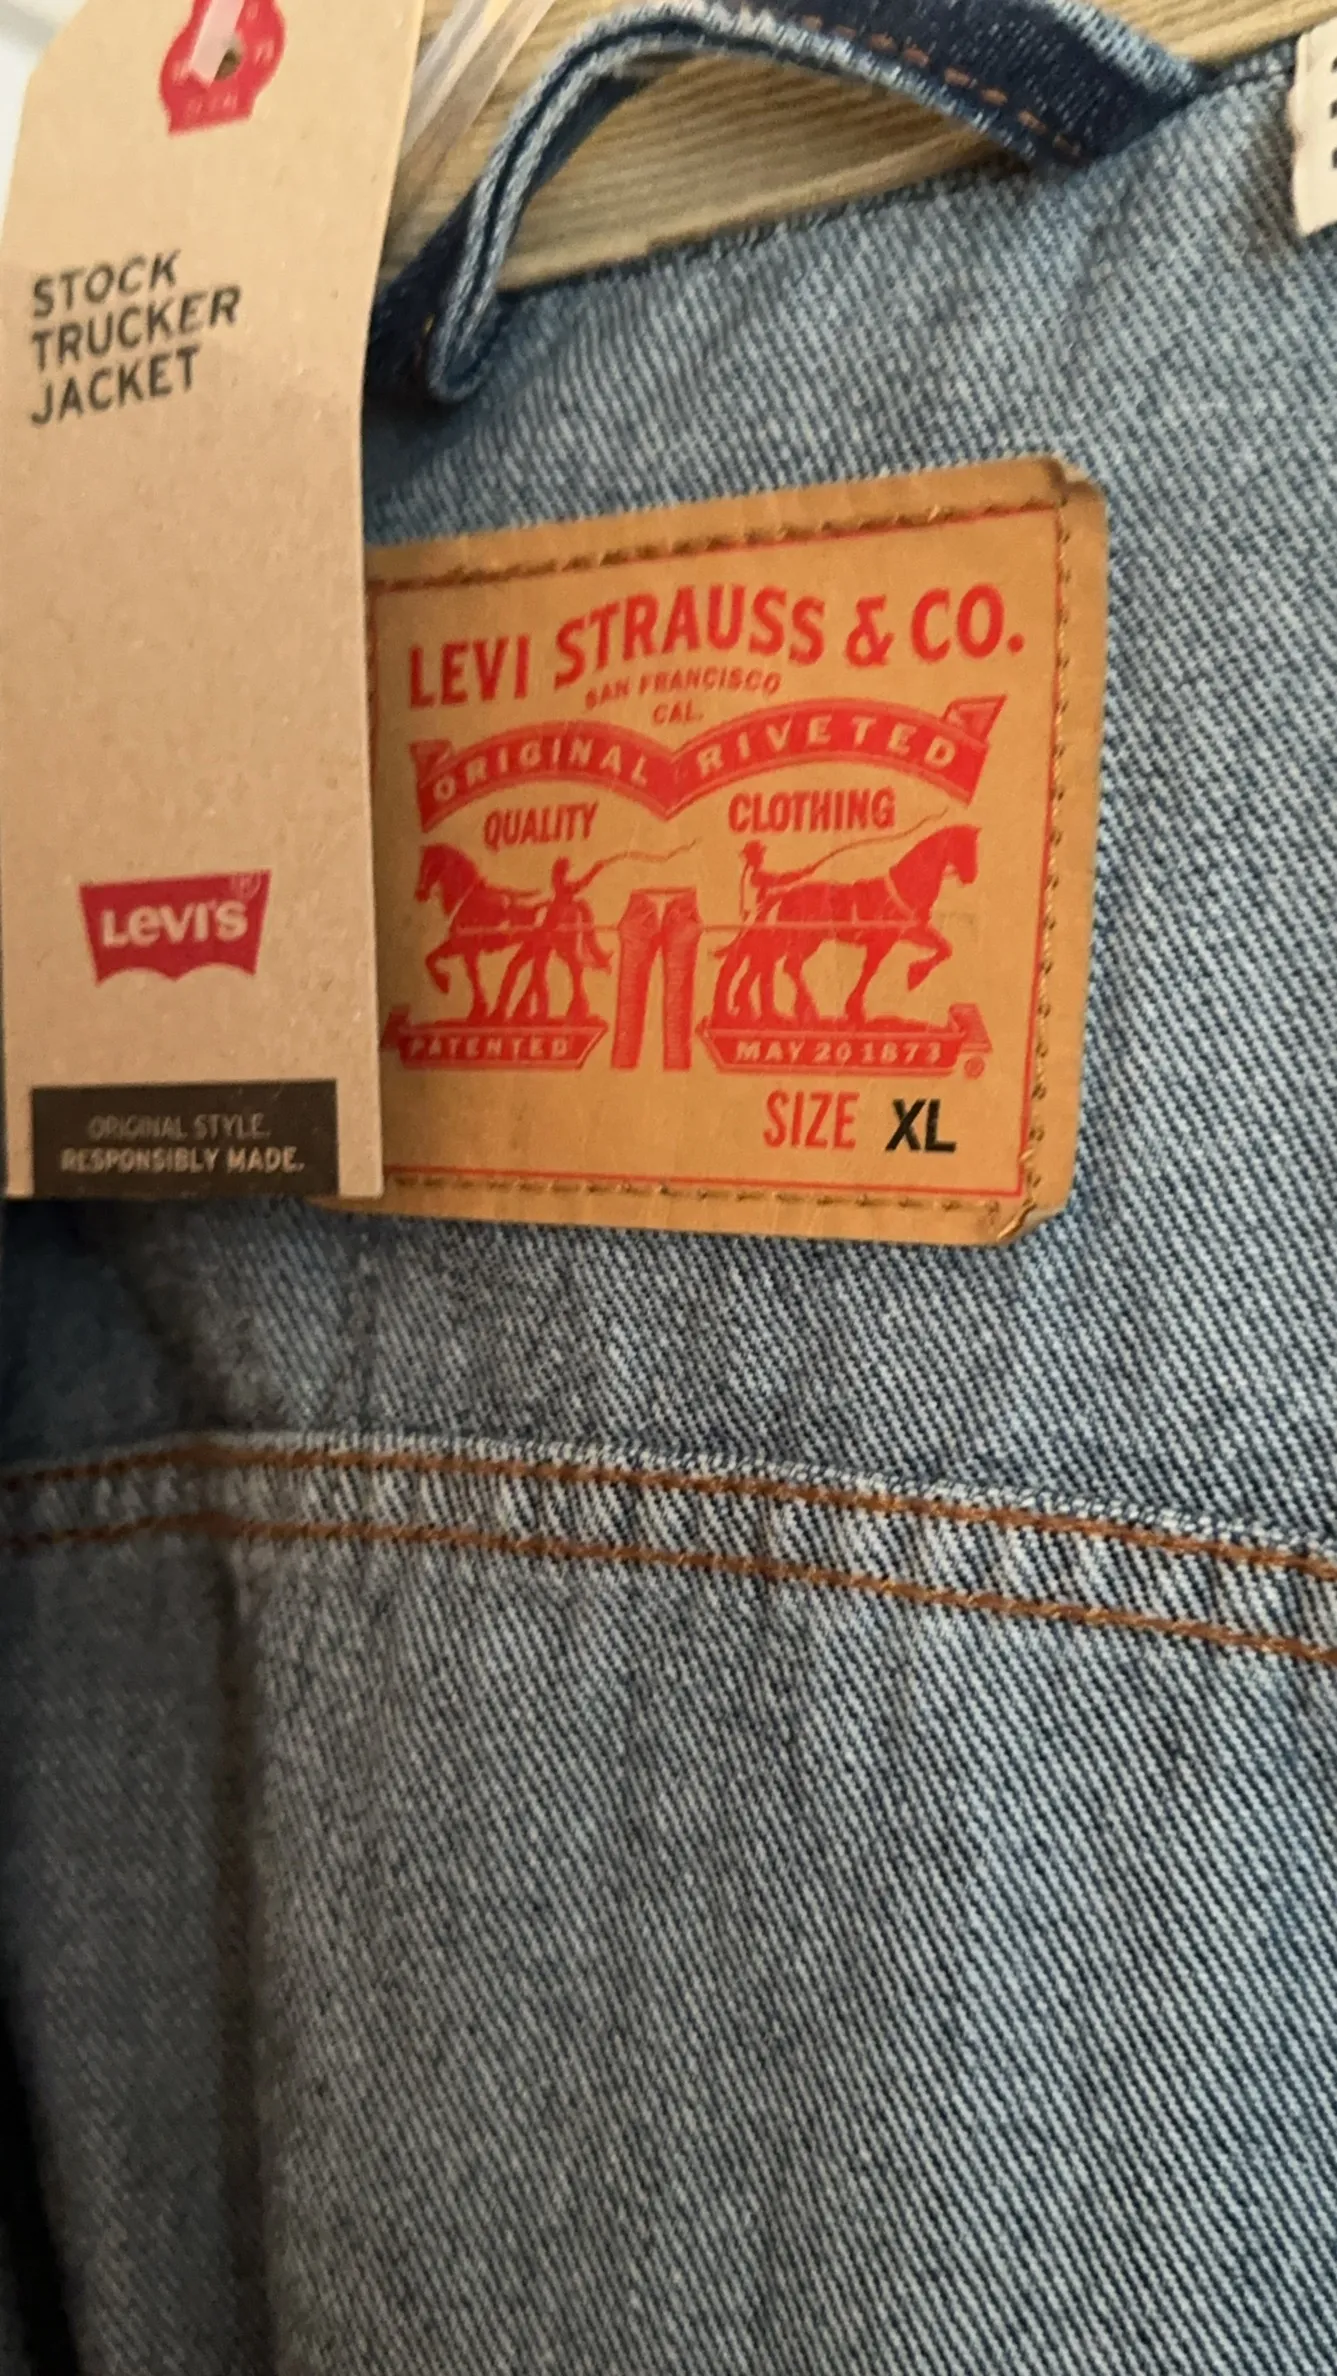 STOCK
TRUCKER
JACKET
LEVI'S
ORIGINAL STYLE.
RESPONSIBLY MADE.
LEVI STRAUSS & CO.
SAN FRANCISCO
CAL.
ORIGINAL RIVETED
QUALITY CLOTHING
PATENTED MAY 20 1873
SIZE XL